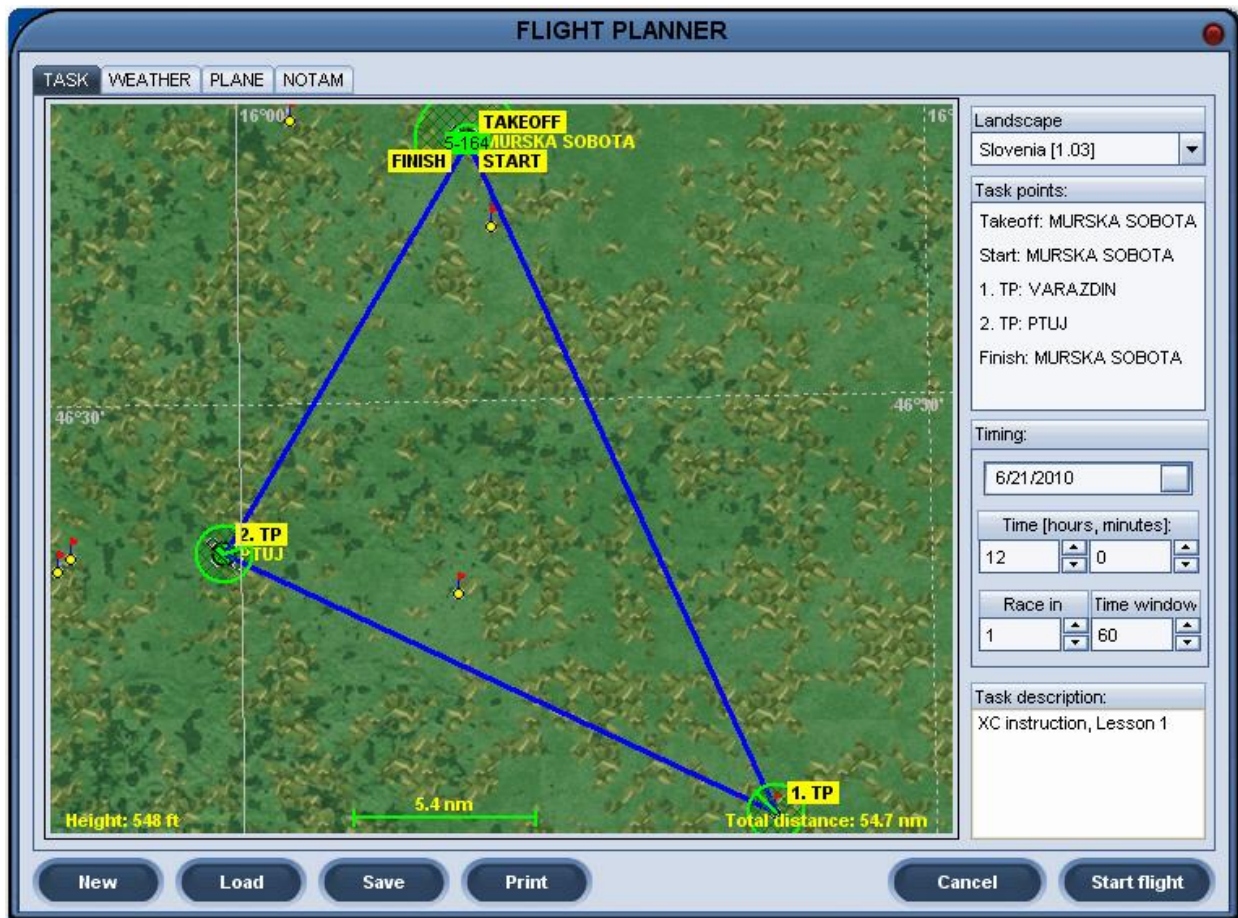 FLIGHT PLANNER
TASK WEATHER PLANE NOTAM
16°00'
16°
TAKEOFF
5-164 MURSKA SOBOTA
FINISH START
46°30'
46°30'
2. TP
PTUJ
1. TP
5.4 nm
Height: 548 ft
Total distance: 54.7 nm
Landscape
Slovenia [1.03]
Task points:
Takeoff: MURSKA SOBOTA
Start: MURSKA SOBOTA
1. TP: VARAZDIN
2. TP: PTUJ
Finish: MURSKA SOBOTA
Timing:
6/21/2010
Time [hours, minutes]:
12 0
Race in Time window
1 60
Task description:
XC instruction, Lesson 1
New Load Save Print Cancel Start flight